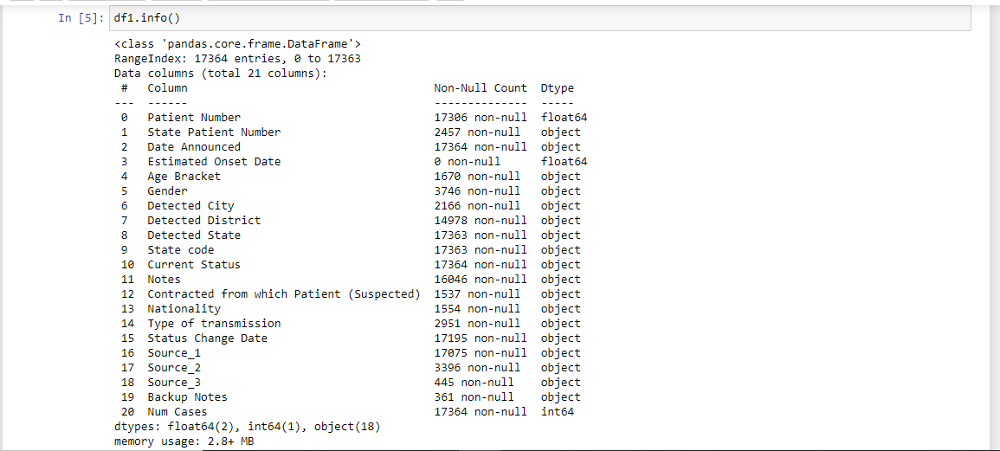 In [5]: df1.info()
<class 'pandas.core.frame.DataFrame'>
RangeIndex: 17364 entries, 0 to 17363
Data columns (total 21 columns):
 #   Column                                    Non-Null Count  Dtype
---  ------                                    --------------  -----
 0   Patient Number                            17306 non-null  float64
 1   State Patient Number                      2457 non-null   object
 2   Date Announced                            17364 non-null  object
 3   Estimated Onset Date                      0 non-null      float64
 4   Age Bracket                               1670 non-null   object
 5   Gender                                    3746 non-null   object
 6   Detected City                             2166 non-null   object
 7   Detected District                         14978 non-null  object
 8   Detected State                            17363 non-null  object
 9   State code                                17363 non-null  object
 10  Current Status                            17364 non-null  object
 11  Notes                                     16046 non-null  object
 12  Contracted from which Patient (Suspected)  1537 non-null   object
 13  Nationality                               1554 non-null   object
 14  Type of transmission                      2951 non-null   object
 15  Status Change Date                        17195 non-null  object
 16  Source_1                                  17075 non-null  object
 17  Source_2                                  3396 non-null   object
 18  Source_3                                  445 non-null    object
 19  Backup Notes                              361 non-null    object
 20  Num Cases                                 17364 non-null  int64
dtypes: float64(2), int64(1), object(18)
memory usage: 2.8+ MB